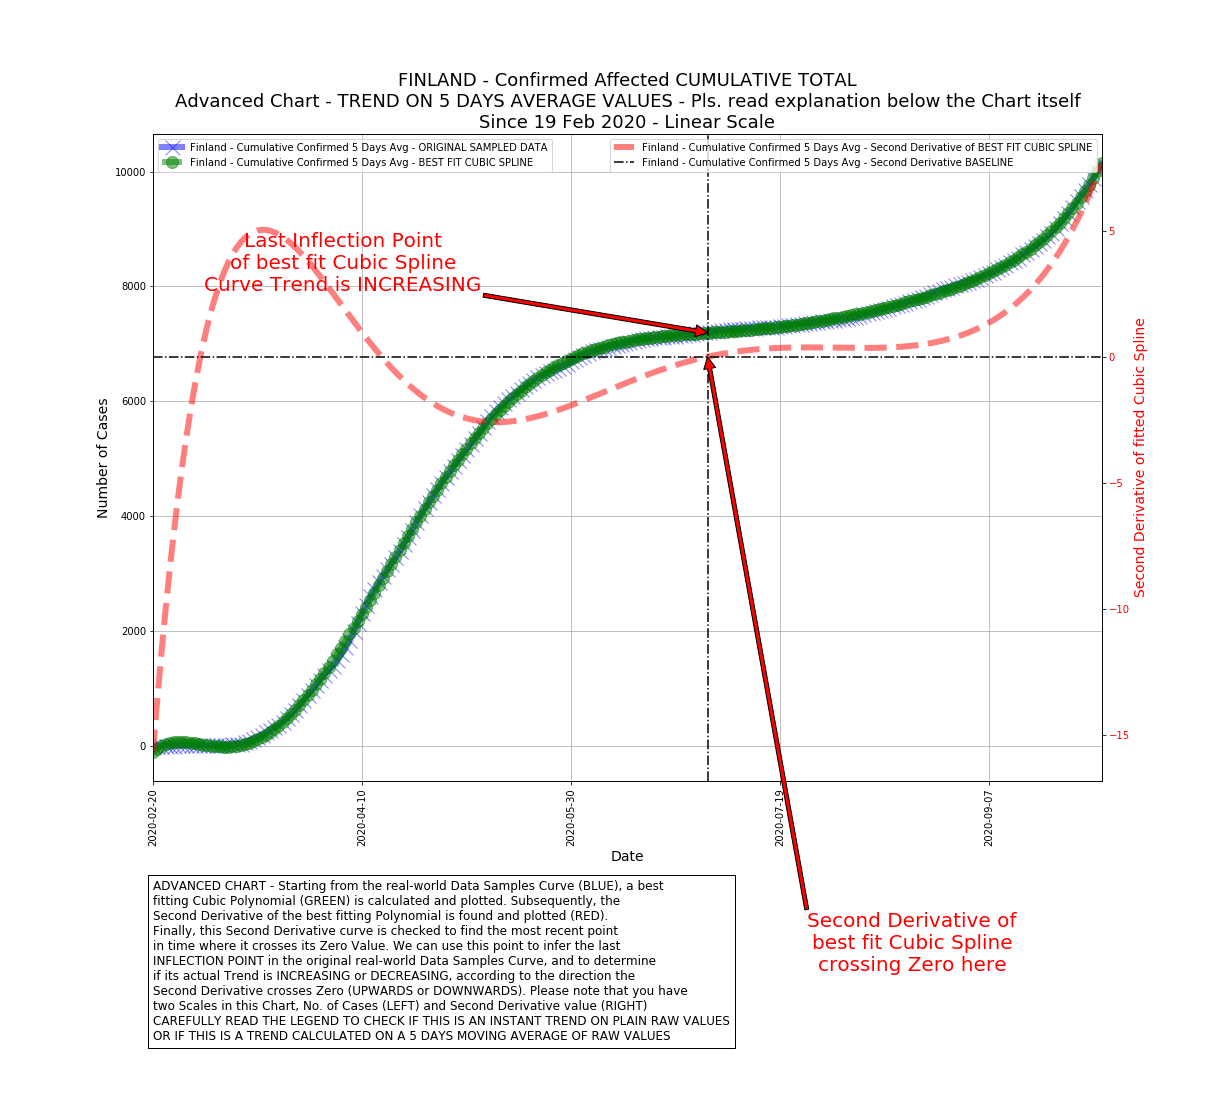 FINLAND - Confirmed Affected CUMULATIVE TOTAL
Advanced Chart - TREND ON 5 DAYS AVERAGE VALUES - Pls. read explanation below the Chart itself
Since 19 Feb 2020 - Linear Scale
Finland - Cumulative Confirmed 5 Days Avg - ORIGINAL SAMPLED DATA
Finland - Cumulative Confirmed 5 Days Avg - BEST FIT CUBIC SPLINE
Finland - Cumulative Confirmed 5 Days Avg - Second Derivative of BEST FIT CUBIC SPLINE
Finland - Cumulative Confirmed 5 Days Avg - Second Derivative BASELINE
Last Inflection Point
of best fit Cubic Spline
Curve Trend is INCREASING
Number of Cases
10000
8000
6000
4000
2000
0
5
0
−5
−10
−15
Second Derivative of fitted Cubic Spline
2020-02-20
2020-04-10
2020-05-30
2020-07-19
2020-09-07
Date
Second Derivative of
best fit Cubic Spline
crossing Zero here
ADVANCED CHART - Starting from the real-world Data Samples Curve (BLUE), a best
fitting Cubic Polynomial (GREEN) is calculated and plotted. Subsequently, the
Second Derivative of the best fitting Polynomial is found and plotted (RED).
Finally, this Second Derivative curve is checked to find the most recent point
in time where it crosses its Zero Value. We can use this point to infer the last
INFLECTION POINT in the original real-world Data Samples Curve, and to determine
if its actual Trend is INCREASING or DECREASING, according to the direction the
Second Derivative crosses Zero (UPWARDS or DOWNWARDS). Please note that you have
two Scales in this Chart, No. of Cases (LEFT) and Second Derivative value (RIGHT)
CAREFULLY READ THE LEGEND TO CHECK IF THIS IS AN INSTANT TREND ON PLAIN RAW VALUES
OR IF THIS IS A TREND CALCULATED ON A 5 DAYS MOVING AVERAGE OF RAW VALUES